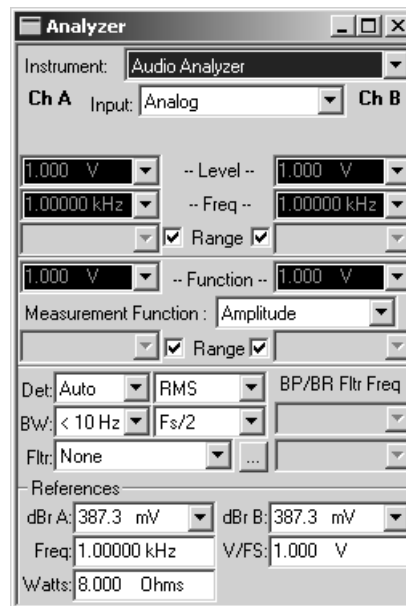 Analyzer
Instrument: Audio Analyzer
Ch A Input: Analog Ch B
1.000 V -- Level -- 1.000 V
1.00000 kHz -- Freq -- 1.00000 kHz
Range
1.000 V -- Function -- 1.000 V
Measurement Function : Amplitude
Range
Det: Auto RMS BP/BR Fltr Freq
BW: < 10 Hz Fs/2
Fltr: None ...
References
dBr A: 387.3 mV dBr B: 387.3 mV
Freq: 1.00000 kHz V/FS: 1.000 V
Watts: 8.000 Ohms